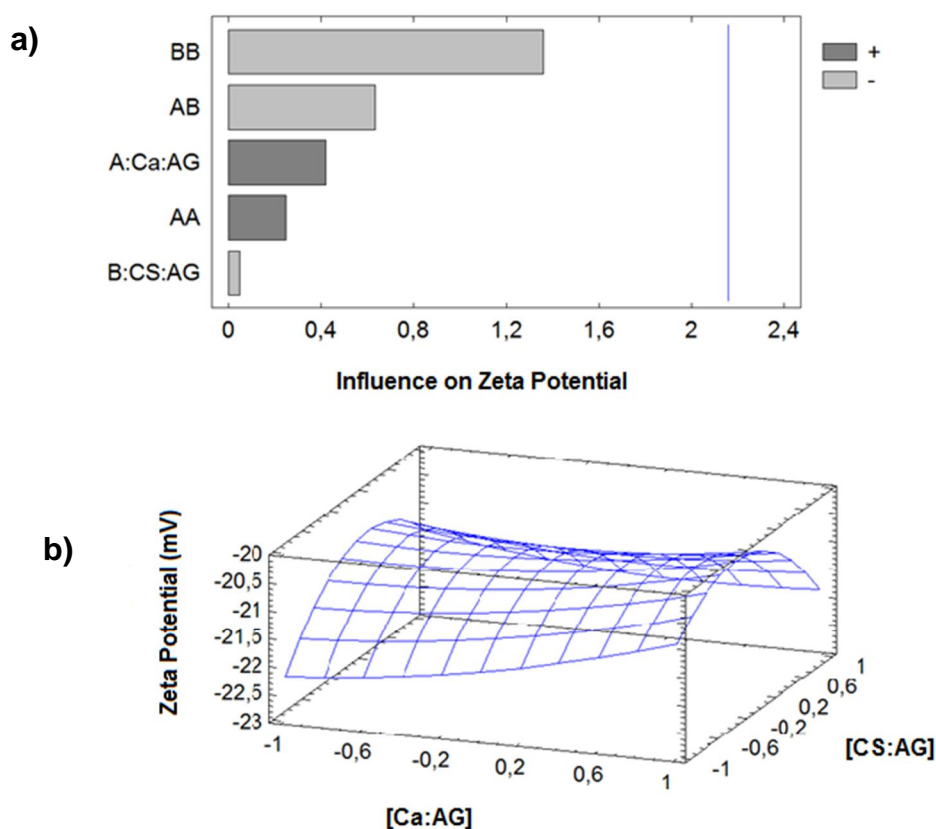 a)
BB
AB
A:Ca:AG
AA
B:CS:AG
+
-
0 0,4 0,8 1,2 1,6 2 2,4
Influence on Zeta Potential
b)
Zeta Potential (mV)
-20
-20,5
-21
-21,5
-22
-22,5
-23
-1 -0,6 -0,2 0,2 0,6 1
[Ca:AG]
-1 -0,6 -0,2 0,2 0,6 1
[CS:AG]